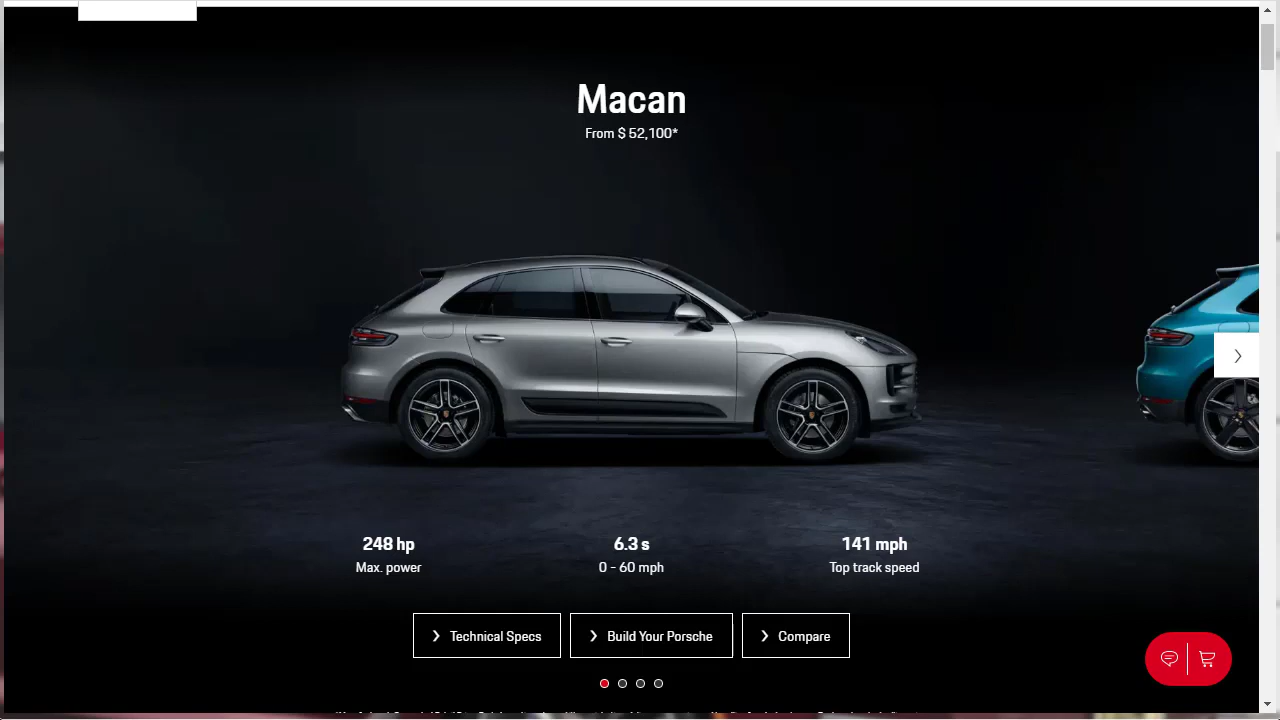 Macan
From $ 52,100*
248 hp
Max. power
6.3 s
0 - 60 mph
141 mph
Top track speed
Technical Specs
Build Your Porsche
Compare